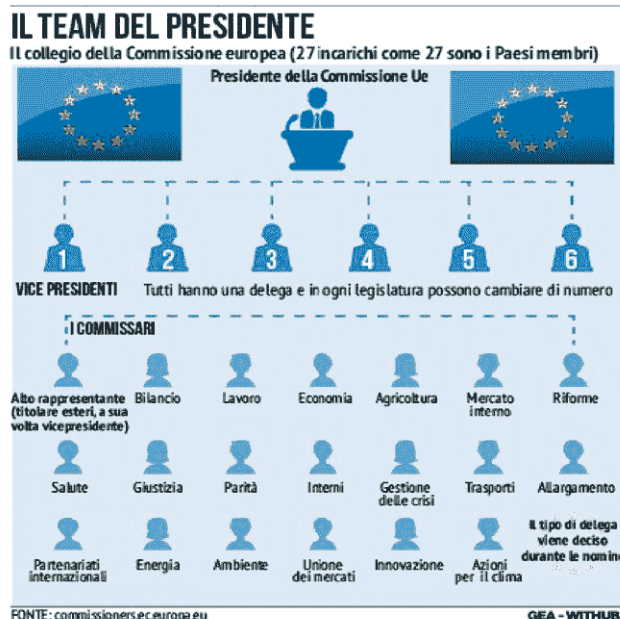 IL TEAM DEL PRESIDENTE
Il collegio della Commissione europea (27 incarichi come 27 sono i Paesi membri)
Presidente della Commissione Ue
1 2 3 4 5 6
VICE PRESIDENTI Tutti hanno una delega e in ogni legislatura possono cambiare di numero
I COMMISSARI
Alto rappresentante
(titolare esteri, a sua
volta vicepresidente)
Bilancio
Lavoro
Economia
Agricoltura
Mercato
interno
Riforme
Salute
Giustizia
Parità
Interni
Gestione
delle crisi
Trasporti
Allargamento
Partenariati
internazionali
Energia
Ambiente
Unione
dei mercati
Innovazione
Azioni
per il clima
Il tipo di delega
viene deciso
durante le nomine
FONTE: commissioners.ec.europa.eu
GEA - WITHUB